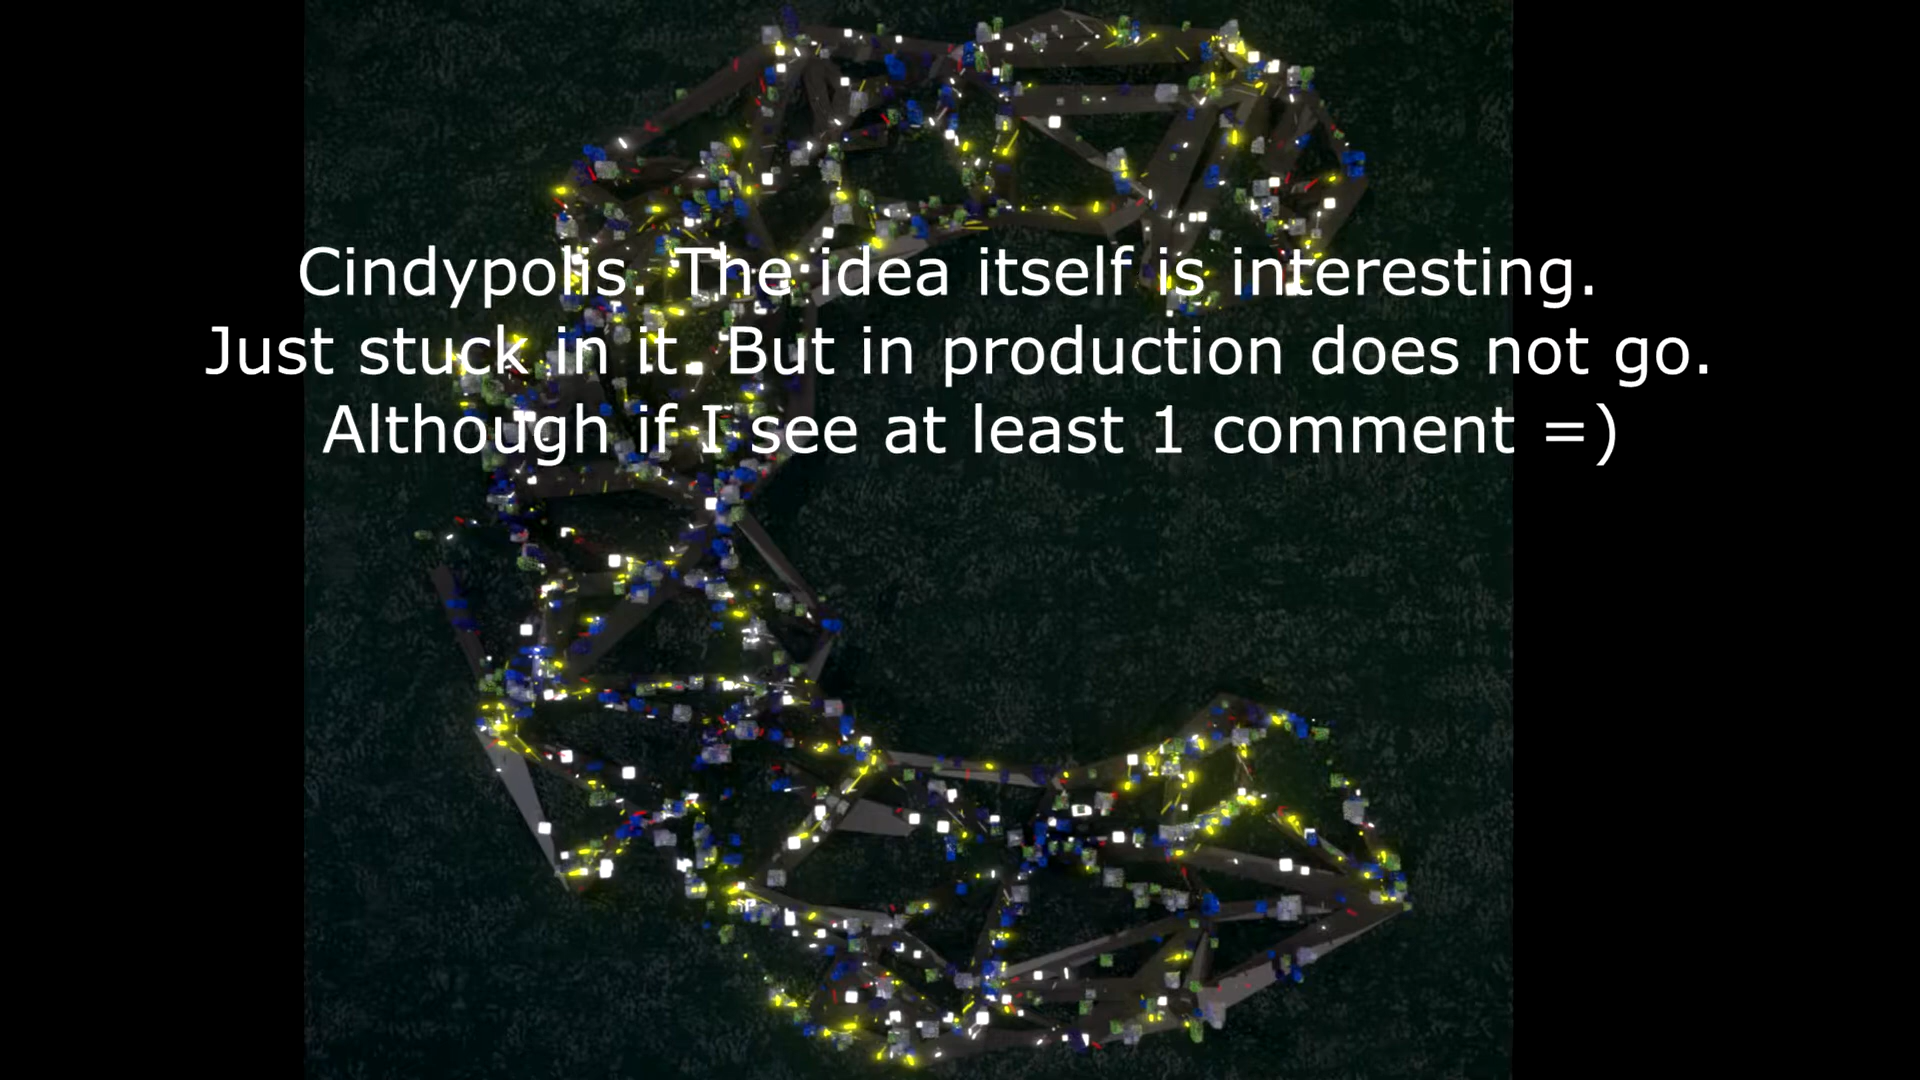 Cindypolis. The idea itself is interesting.
Just stuck in it. But in production does not go.
Although if I see at least 1 comment =)